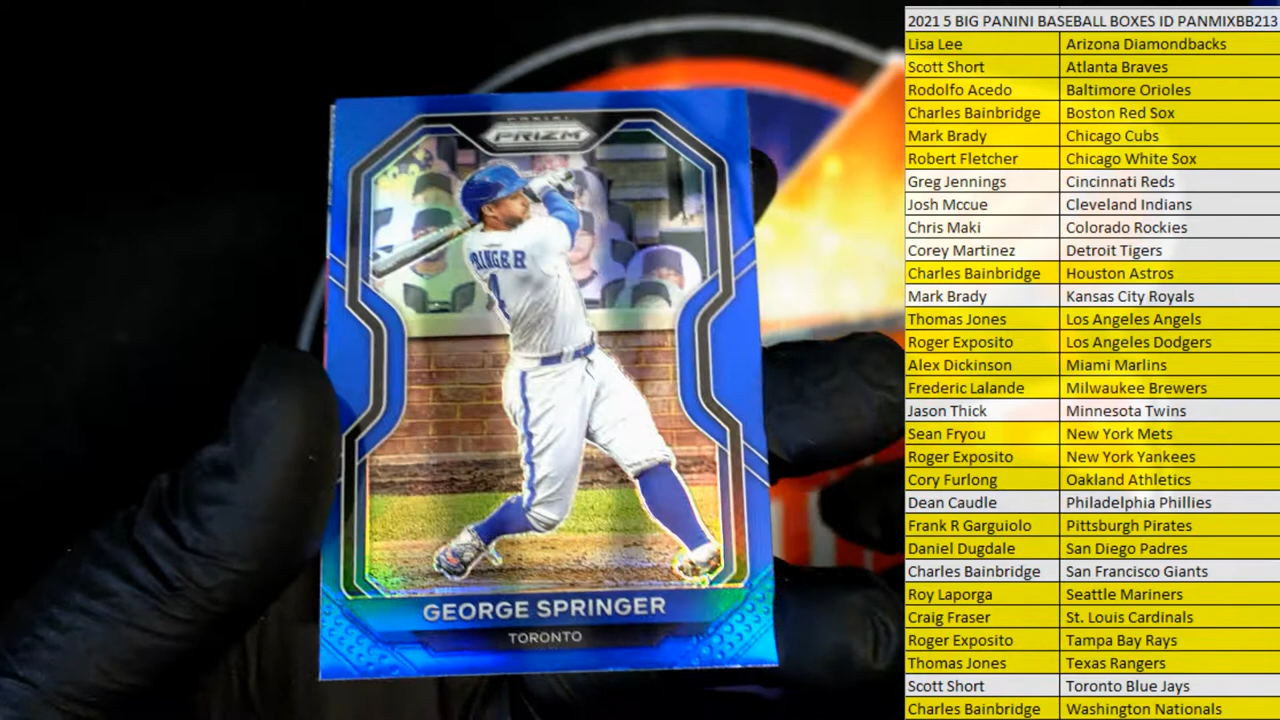 PANINI
PRIZM
RINGER
4
GEORGE SPRINGER
TORONTO
2021 5 BIG PANINI BASEBALL BOXES ID PANMIXBB213
Lisa Lee Arizona Diamondbacks
Scott Short Atlanta Braves
Rodolfo Acedo Baltimore Orioles
Charles Bainbridge Boston Red Sox
Mark Brady Chicago Cubs
Robert Fletcher Chicago White Sox
Greg Jennings Cincinnati Reds
Josh Mccue Cleveland Indians
Chris Maki Colorado Rockies
Corey Martinez Detroit Tigers
Charles Bainbridge Houston Astros
Mark Brady Kansas City Royals
Thomas Jones Los Angeles Angels
Roger Exposito Los Angeles Dodgers
Alex Dickinson Miami Marlins
Frederic Lalande Milwaukee Brewers
Jason Thick Minnesota Twins
Sean Fryou New York Mets
Roger Exposito New York Yankees
Cory Furlong Oakland Athletics
Dean Caudle Philadelphia Phillies
Frank R Garguiolo Pittsburgh Pirates
Daniel Dugdale San Diego Padres
Charles Bainbridge San Francisco Giants
Roy Laporga Seattle Mariners
Craig Fraser St. Louis Cardinals
Roger Exposito Tampa Bay Rays
Thomas Jones Texas Rangers
Scott Short Toronto Blue Jays
Charles Bainbridge Washington Nationals